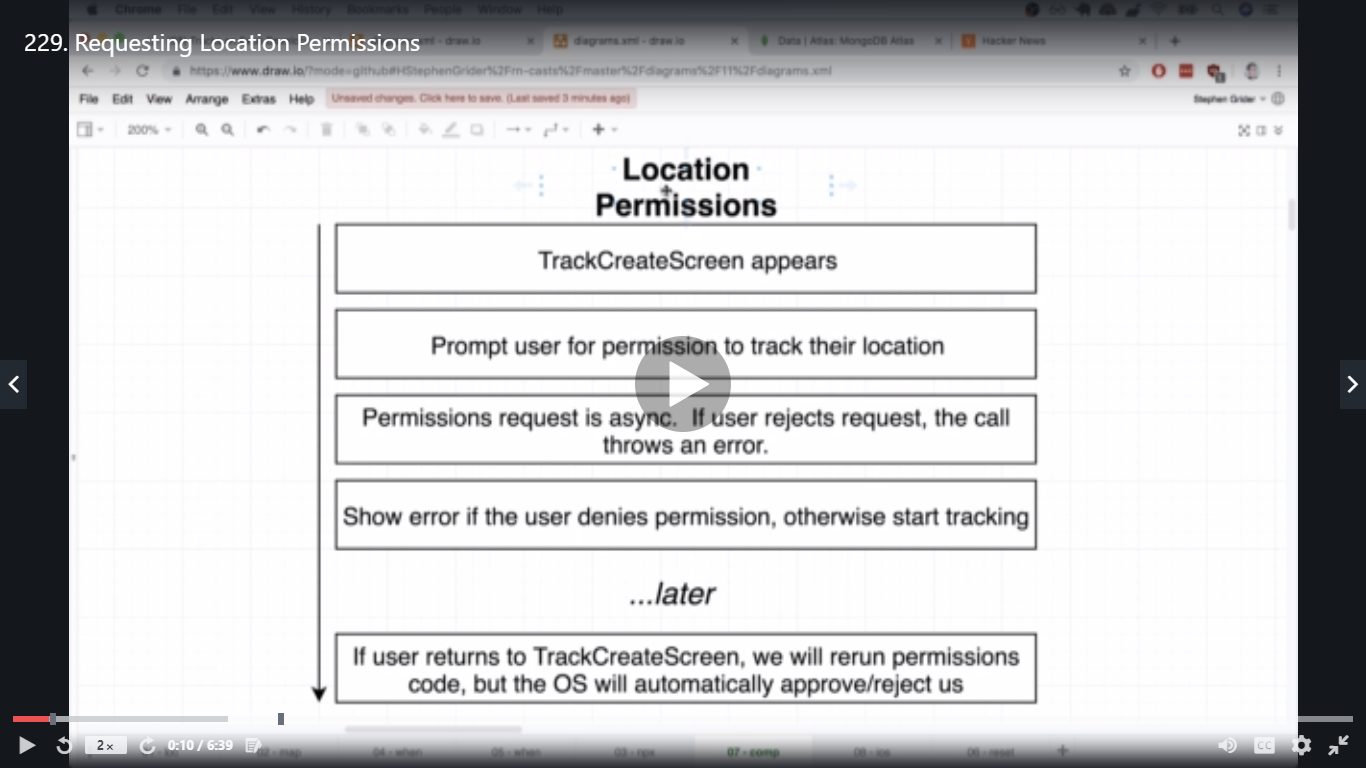 Chrome File Edit View History Bookmarks People Window Help
229. Requesting Location Permissions
diagrams.xml - draw.io
Data | Atlas: MongoDB Atlas
Hacker News
https://www.draw.io/?mode=github#HStephenGrider%2Frn-casts%2Fmaster%2Fdiagrams%2F11%2Fdiagrams.xml
File Edit View Arrange Extras Help Unsaved changes. Click here to save. (Last saved 3 minutes ago) Stephen Grider
200%
Location
Permissions
TrackCreateScreen appears
Prompt user for permission to track their location
Permissions request is async. If user rejects request, the call
throws an error.
Show error if the user denies permission, otherwise start tracking
...later
If user returns to TrackCreateScreen, we will rerun permissions
code, but the OS will automatically approve/reject us
04 - when 05 - when 03 - npx 07 - comp 08 - ios 06 - reset
2x 0:10 / 6:39 CC